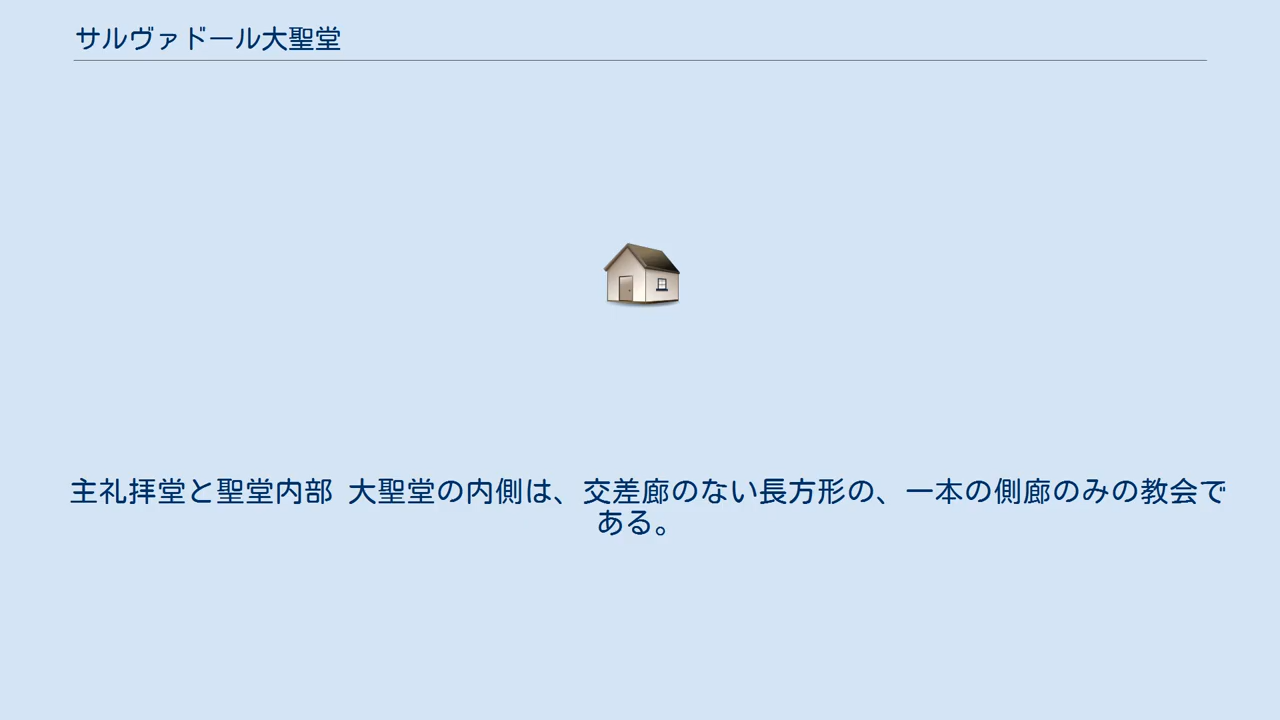 サルヴァドール大聖堂
主礼拝堂と聖堂内部 大聖堂の内側は、交差廊のない長方形の、一本の側廊のみの教会で
ある。